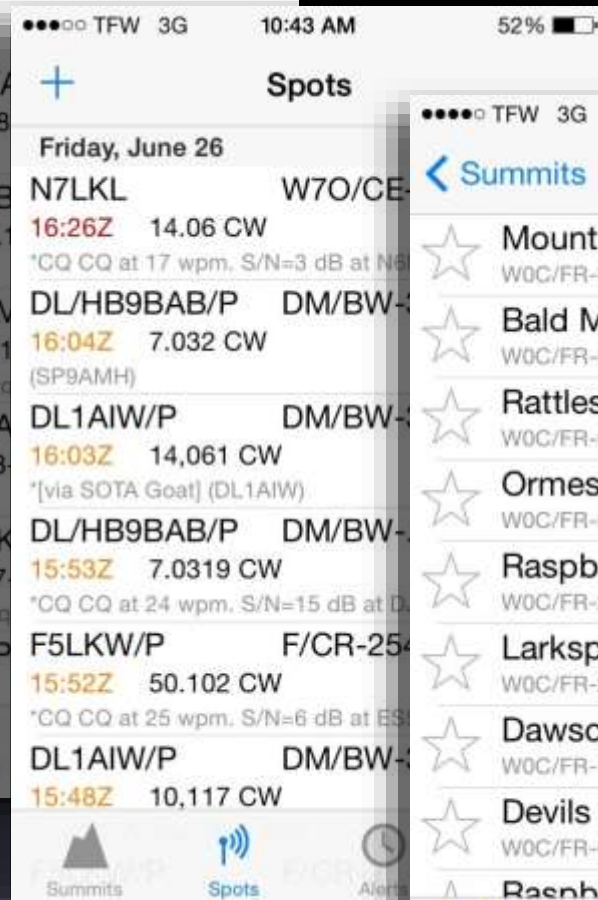 TFW 3G 10:43 AM 52%
+ Spots
Friday, June 26
N7LKL W7O/CE-
16:26Z 14.06 CW
*CQ CQ at 17 wpm. S/N=3 dB at
DL/HB9BAB/P DM/BW-
16:04Z 7.032 CW
(SP9AMH)
DL1AIW/P DM/BW-
16:03Z 14,061 CW
*[via SOTA Goat] (DL1AIW)
DL/HB9BAB/P DM/BW-
15:53Z 7.0319 CW
*CQ CQ at 24 wpm. S/N=15 dB at
F5LKW/P F/CR-254
15:52Z 50.102 CW
*CQ CQ at 25 wpm. S/N=6 dB at
DL1AIW/P DM/BW-
15:48Z 10,117 CW
Summits Spots Alerts
TFW 3G
Summits
Mount
W0C/FR-
Bald M
W0C/FR-
Rattles
W0C/FR-
Ormes
W0C/FR-
Raspb
W0C/FR-
Larksp
W0C/FR-
Dawso
W0C/FR-
Devils
W0C/FR-
Raspb